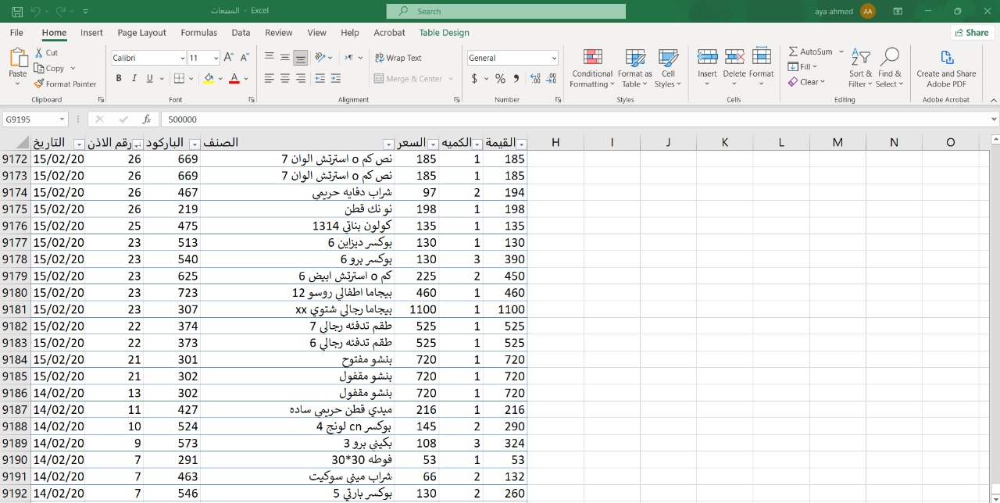 المبيعات - Excel
Search
aya ahmed AA
File Home Insert Page Layout Formulas Data Review View Help Acrobat Table Design Share
Paste Cut Copy Format Painter Clipboard
Calibri 11 A A B I U A Font
Wrap Text Merge & Center Alignment
General $ % , Number
Conditional Formatting Format as Table Cell Styles Styles
Insert Delete Format Cells
AutoSum Fill Clear Sort & Filter Find & Select Editing
Create and Share Adobe PDF Adobe Acrobat
G9195 fx 500000
التاريخ رقم الاذن الباركود الصنف السعر الكميه القيمة H I J K L M N O
9172 15/02/20 26 669 نص كم o استرتش الوان 7 185 1 185
9173 15/02/20 26 669 نص كم o استرتش الوان 7 185 1 185
9174 15/02/20 26 467 شراب دفايه حريمي 97 2 194
9175 15/02/20 26 219 نو نك قطن 198 1 198
9176 15/02/20 25 475 كولون بناتي 1314 135 1 135
9177 15/02/20 23 513 بوكسر ديزاين 6 130 1 130
9178 15/02/20 23 540 بوكسر برو 6 130 3 390
9179 15/02/20 23 625 كم o استرتش ابيض 6 225 2 450
9180 15/02/20 23 723 بيجاما اطفالي روسو 12 460 1 460
9181 15/02/20 23 307 بيجاما رجالي شتوي xx 1100 1 1100
9182 15/02/20 22 374 طقم تدفئه رجالي 7 525 1 525
9183 15/02/20 22 373 طقم تدفئه رجالي 6 525 1 525
9184 15/02/20 21 301 بنشو مفتوح 720 1 720
9185 15/02/20 21 302 بنشو مقفول 720 1 720
9186 14/02/20 13 302 بنشو مقفول 720 1 720
9187 14/02/20 11 427 ميدي قطن حريمي ساده 216 1 216
9188 14/02/20 10 524 بوكسر cn لونج 4 145 2 290
9189 14/02/20 9 573 بكيني برو 3 108 3 324
9190 14/02/20 7 291 فوطه 30*30 53 1 53
9191 14/02/20 7 463 شراب ميني سوكيت 66 2 132
9192 14/02/20 7 546 بوكسر بارتي 5 130 2 260